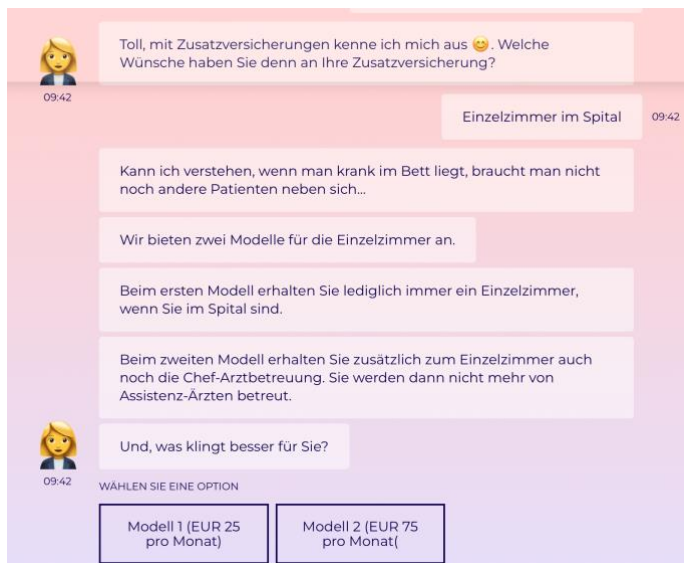 Toll, mit Zusatzversicherungen kenne ich mich aus 😊. Welche
Wünsche haben Sie denn an Ihre Zusatzversicherung?
09:42
Einzelzimmer im Spital
09:42
Kann ich verstehen, wenn man krank im Bett liegt, braucht man nicht
noch andere Patienten neben sich...
Wir bieten zwei Modelle für die Einzelzimmer an.
Beim ersten Modell erhalten Sie lediglich immer ein Einzelzimmer,
wenn Sie im Spital sind.
Beim zweiten Modell erhalten Sie zusätzlich zum Einzelzimmer auch
noch die Chef-Arztbetreuung. Sie werden dann nicht mehr von
Assistenz-Ärzten betreut.
Und, was klingt besser für Sie?
09:42
WÄHLEN SIE EINE OPTION
Modell 1 (EUR 25
pro Monat)
Modell 2 (EUR 75
pro Monat(